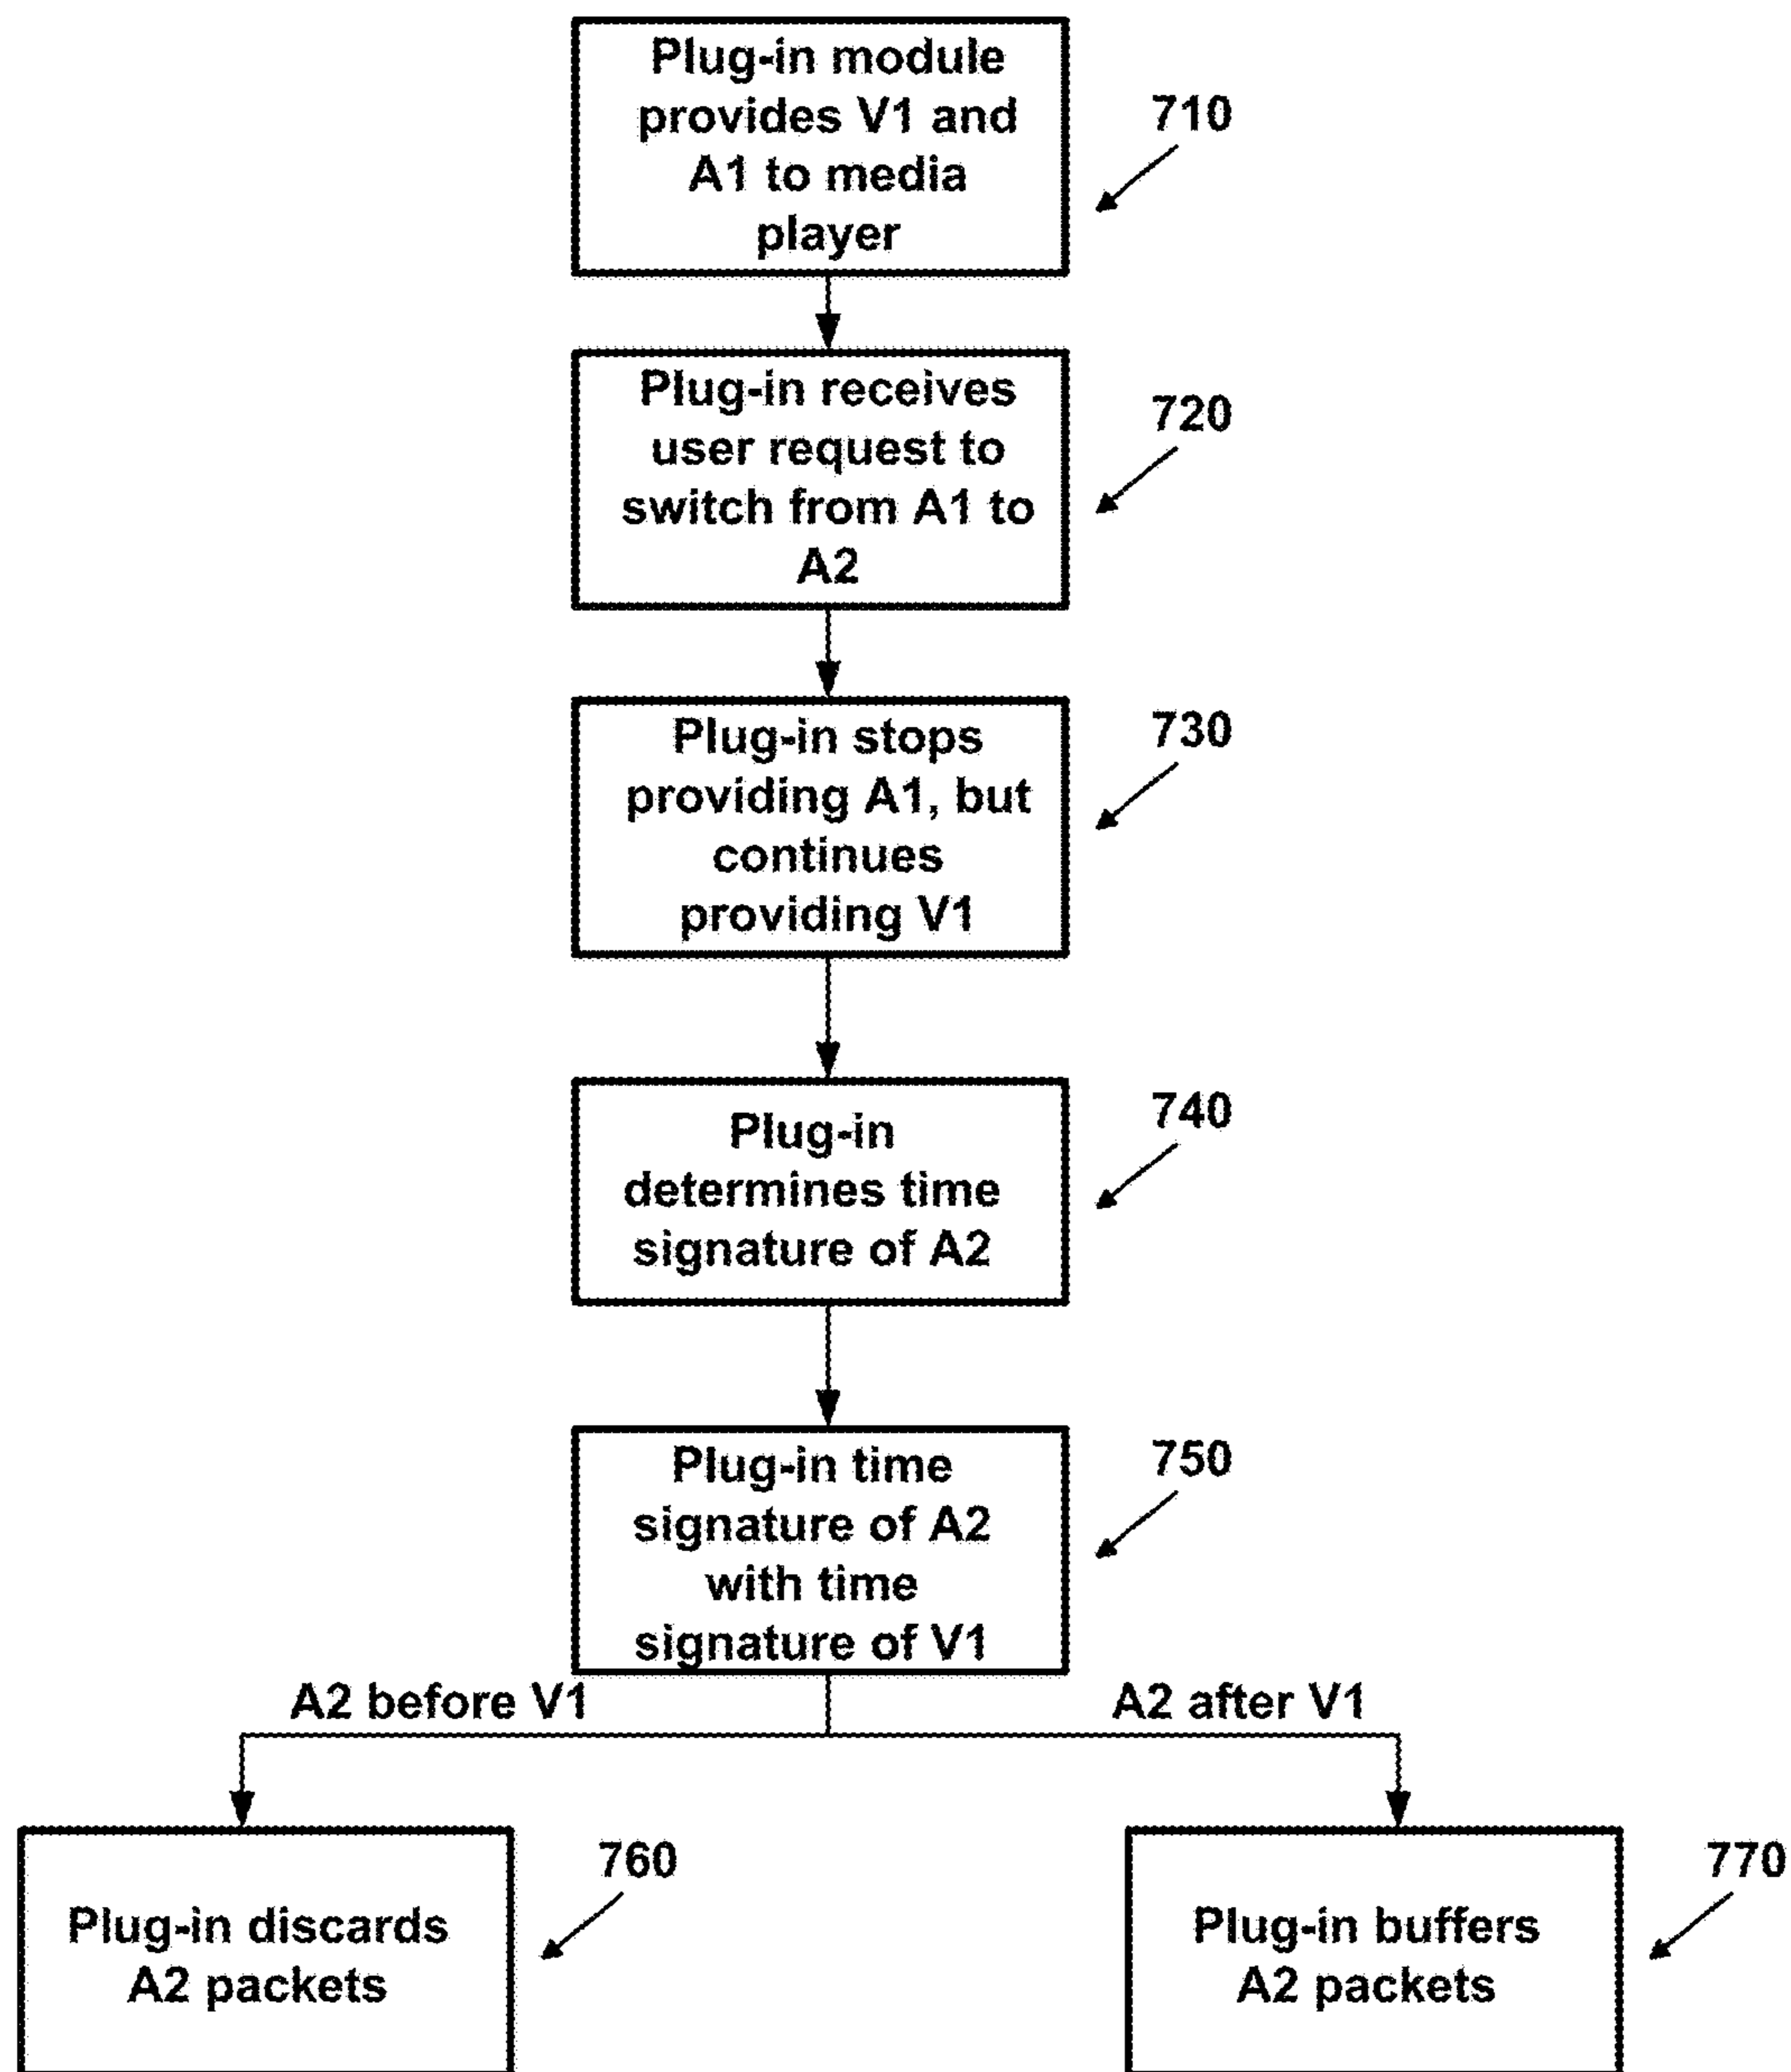 Plug-in module
provides V1 and
A1 to media
player
710
Plug-in receives
user request to
switch from A1 to
A2
720
Plug-in stops
providing A1, but
continues
providing V1
730
Plug-in
determines time
signature of A2
740
Plug-in time
signature of A2
with time
signature of V1
750
A2 before V1
A2 after V1
Plug-in discards
A2 packets
760
Plug-in buffers
A2 packets
770